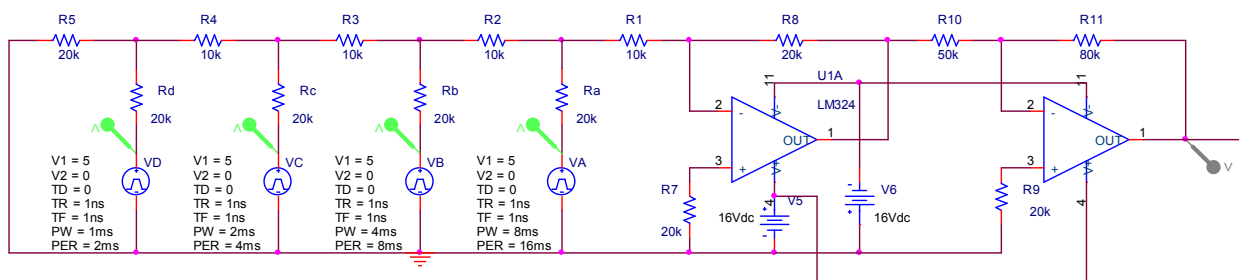 R5
20k
R4
10k
R3
10k
R2
10k
R1
10k
R8
20k
R10
50k
R11
80k
Rd
20k
Rc
20k
Rb
20k
Ra
20k
U1A
LM324
11
V-
2
-
OUT
1
3
+
V+
4
11
V-
2
-
OUT
1
3
+
V+
4
A
A
A
A
V
VD
V1 = 5
V2 = 0
TD = 0
TR = 1ns
TF = 1ns
PW = 1ms
PER = 2ms
VC
V1 = 5
V2 = 0
TD = 0
TR = 1ns
TF = 1ns
PW = 2ms
PER = 4ms
VB
V1 = 5
V2 = 0
TD = 0
TR = 1ns
TF = 1ns
PW = 4ms
PER = 8ms
VA
V1 = 5
V2 = 0
TD = 0
TR = 1ns
TF = 1ns
PW = 8ms
PER = 16ms
R7
20k
V5
16Vdc
V6
16Vdc
R9
20k